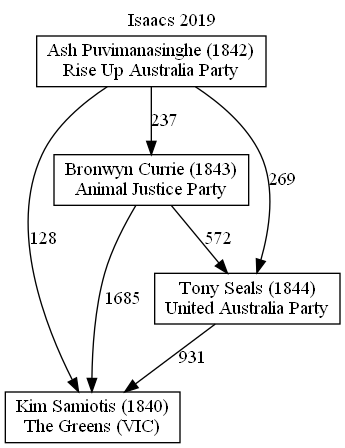 Isaacs 2019
Ash Puvimanasinghe (1842)
Rise Up Australia Party
237
Bronwyn Currie (1843)
Animal Justice Party
269
128
572
Tony Seals (1844)
United Australia Party
1685
931
Kim Samiotis (1840)
The Greens (VIC)